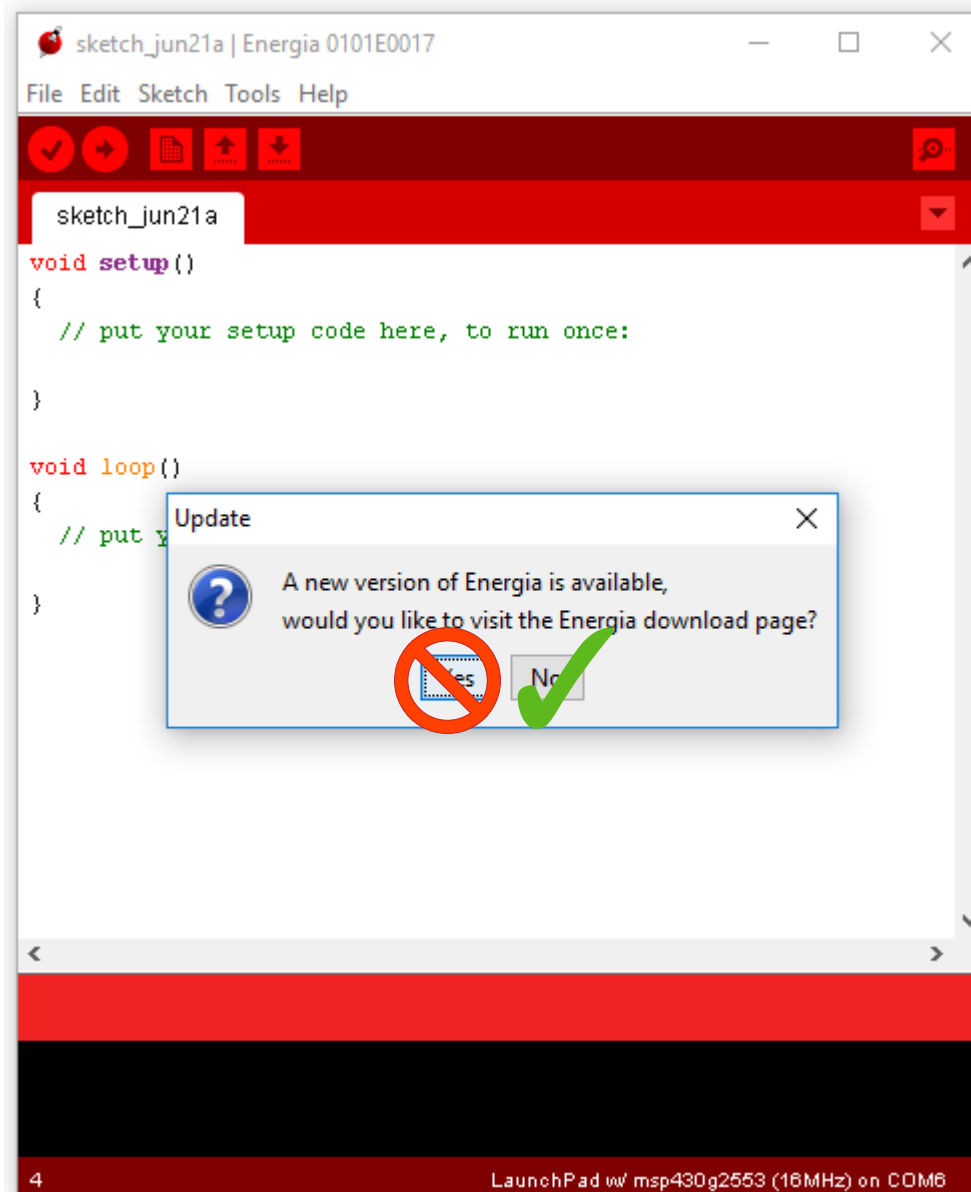 sketch_jun21a | Energia 0101E0017
File Edit Sketch Tools Help
sketch_jun21a
void setup()
{
// put your setup code here, to run once:
}
void loop()
{
// put
}
Update
A new version of Energia is available,
would you like to visit the Energia download page?
Yes No
4 LaunchPad w/ msp430g2553 (16MHz) on COM6